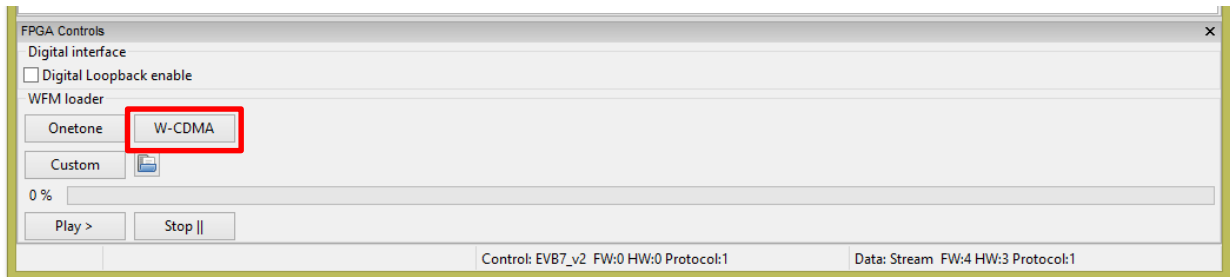 FPGA Controls x
Digital interface
Digital Loopback enable
WFM loader
Onetone W-CDMA
Custom
0 %
Play > Stop ||
Control: EVB7_v2 FW:0 HW:0 Protocol:1 Data: Stream FW:4 HW:3 Protocol:1